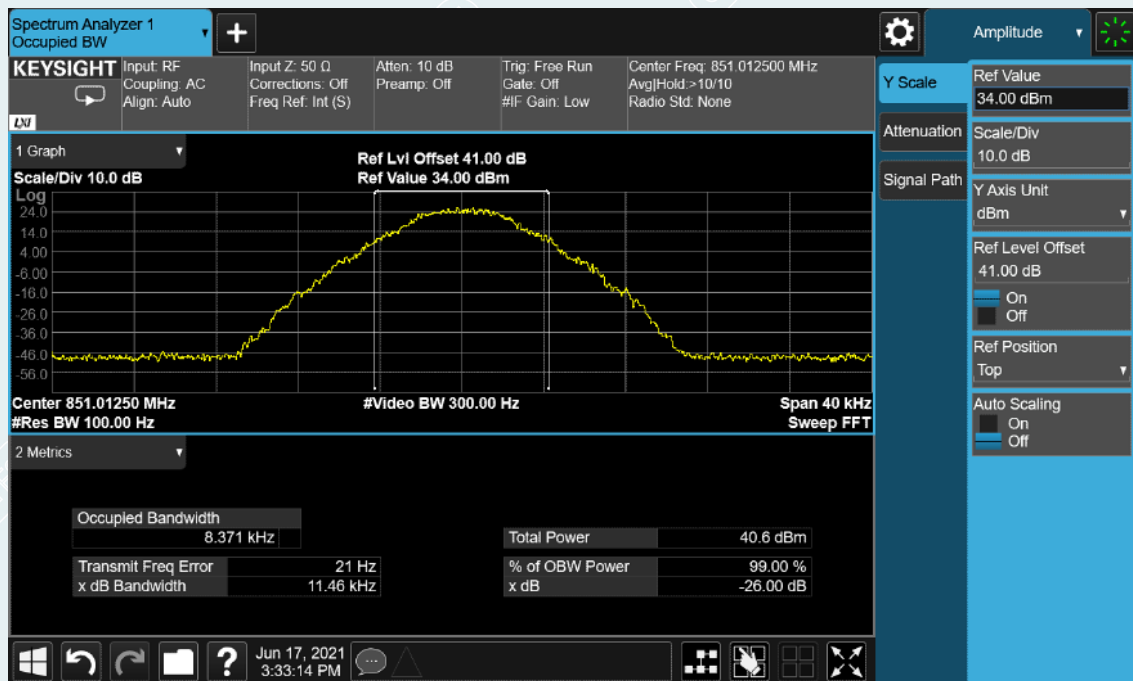 Spectrum Analyzer 1
Occupied BW
+
Amplitude
KEYSIGHT
LXI
Input: RF
Coupling: AC
Align: Auto
Input Z: 50 Ω
Corrections: Off
Freq Ref: Int (S)
Atten: 10 dB
Preamp: Off
Trig: Free Run
Gate: Off
#IF Gain: Low
Center Freq: 851.012500 MHz
Avg|Hold:>10/10
Radio Std: None
1 Graph
Scale/Div 10.0 dB
Ref Lvl Offset 41.00 dB
Ref Value 34.00 dBm
Log
24.0
14.0
4.00
-6.00
-16.0
-26.0
-36.0
-46.0
-56.0
Center 851.01250 MHz
#Res BW 100.00 Hz
#Video BW 300.00 Hz
Span 40 kHz
Sweep FFT
2 Metrics
Occupied Bandwidth
8.371 kHz
Transmit Freq Error 21 Hz
x dB Bandwidth 11.46 kHz
Total Power 40.6 dBm
% of OBW Power 99.00 %
x dB -26.00 dB
Y Scale
Attenuation
Signal Path
Ref Value
34.00 dBm
Scale/Div
10.0 dB
Y Axis Unit
dBm
Ref Level Offset
41.00 dB
On
Off
Ref Position
Top
Auto Scaling
On
Off
?
Jun 17, 2021
3:33:14 PM